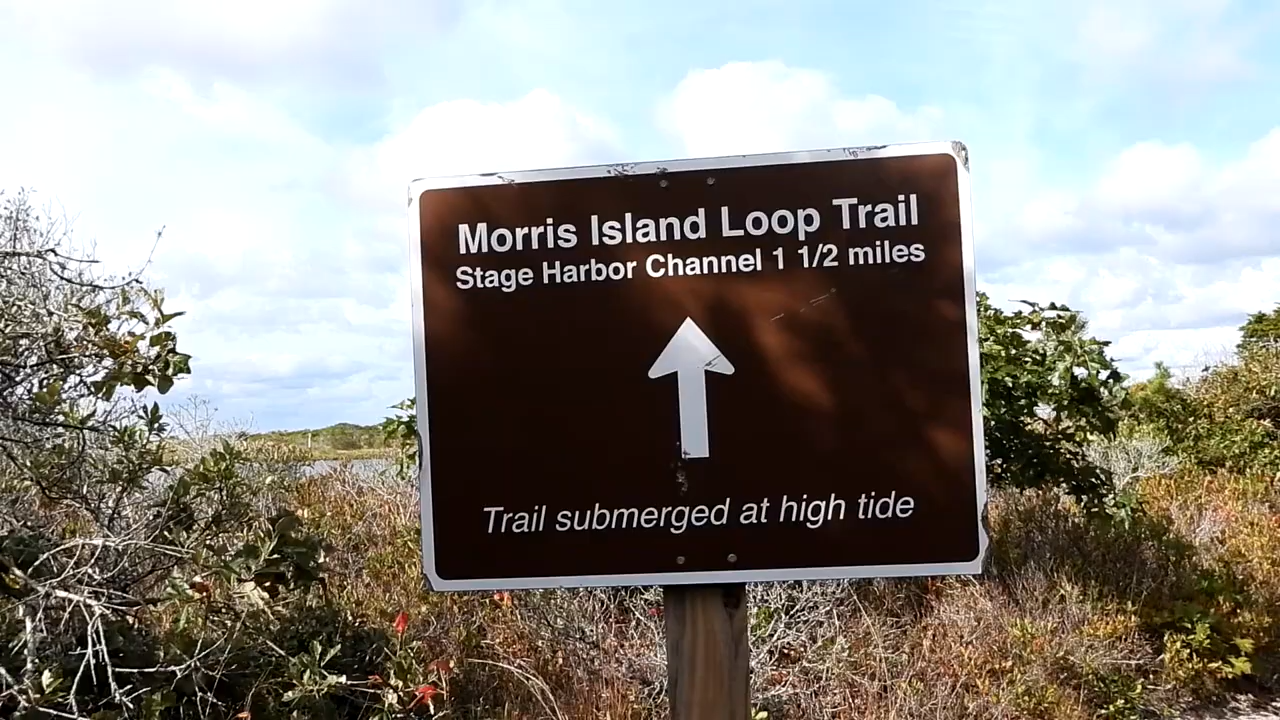 Morris Island Loop Trail
Stage Harbor Channel 1 1/2 miles
Trail submerged at high tide